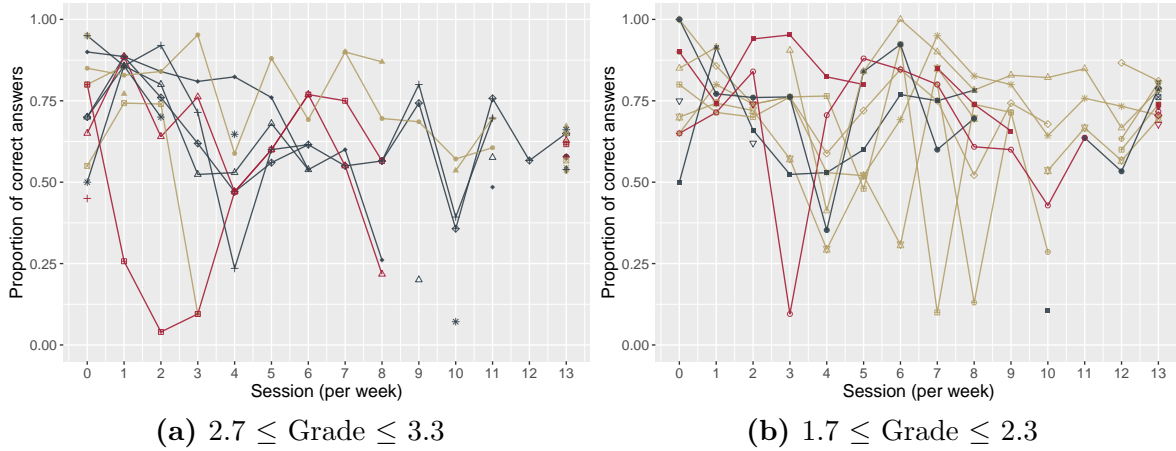 Proportion of correct answers
1.00
0.75
0.50
0.25
0.00
0 1 2 3 4 5 6 7 8 9 10 11 12 13
Session (per week)
(a) 2.7 ≤ Grade ≤ 3.3
Proportion of correct answers
1.00
0.75
0.50
0.25
0.00
0 1 2 3 4 5 6 7 8 9 10 11 12 13
Session (per week)
(b) 1.7 ≤ Grade ≤ 2.3